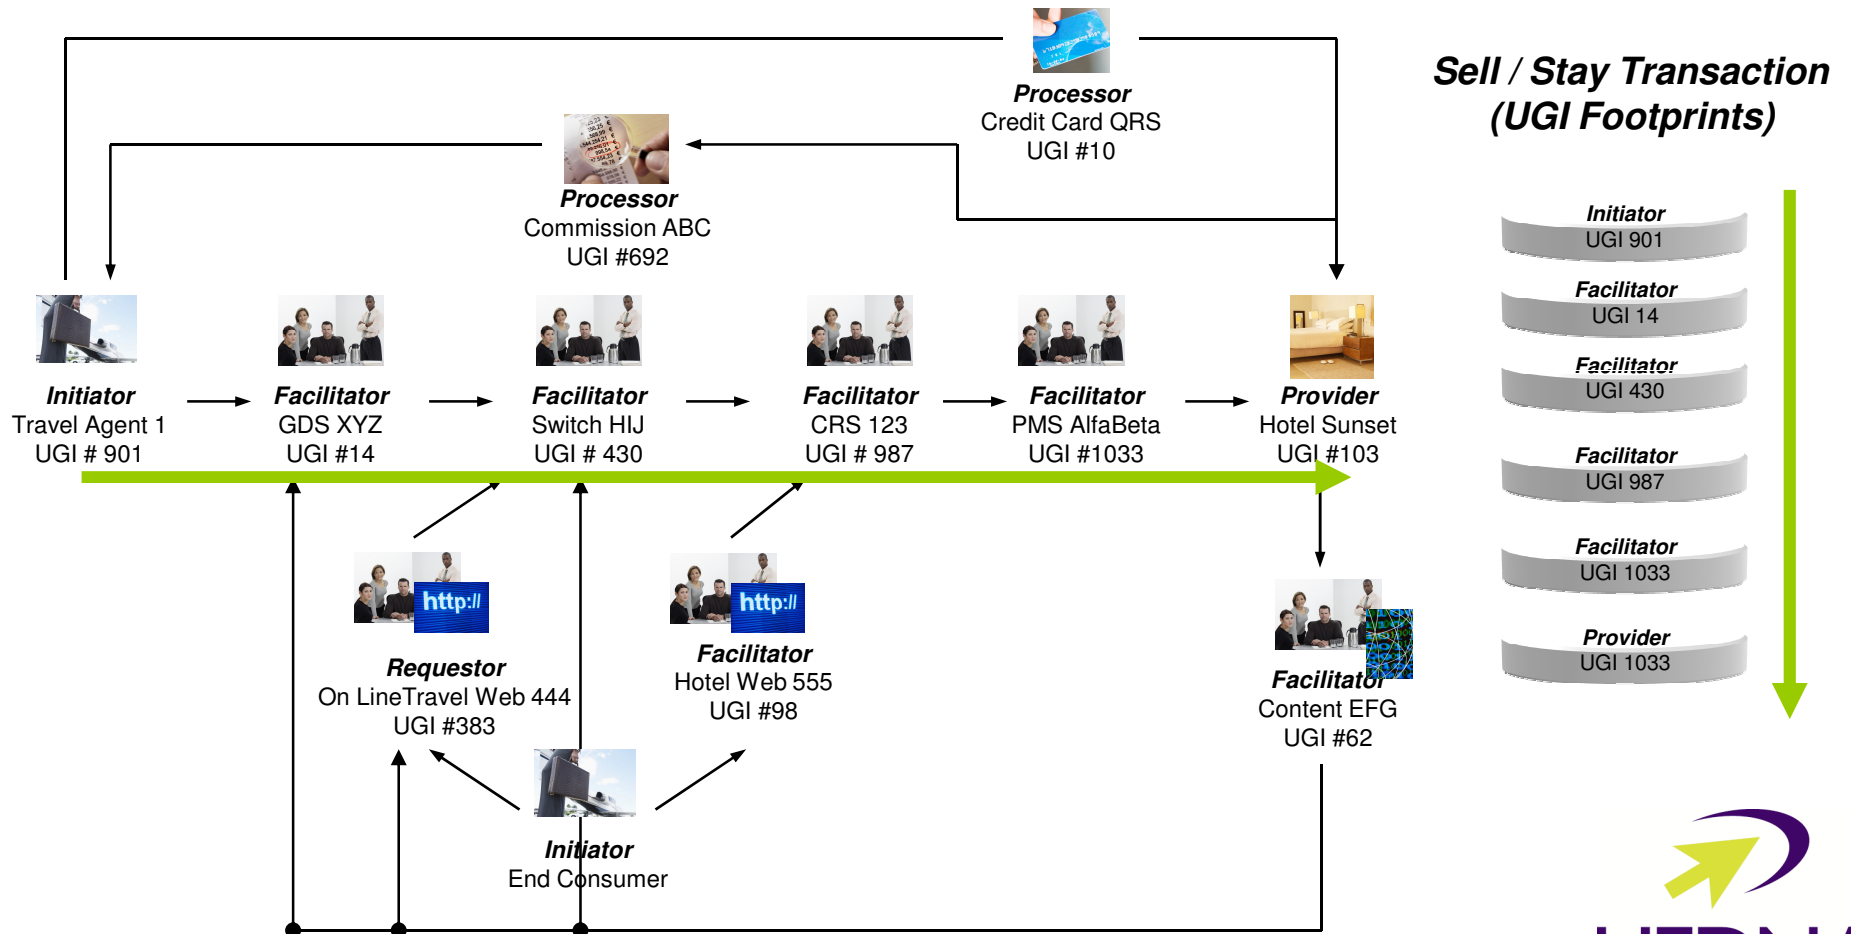 Sell / Stay Transaction
(UGI Footprints)
Processor
Credit Card QRS
UGI #10
Processor
Commission ABC
UGI #692
Initiator
Travel Agent 1
UGI # 901
Facilitator
GDS XYZ
UGI #14
Facilitator
Switch HIJ
UGI # 430
Facilitator
CRS 123
UGI # 987
Facilitator
PMS AlfaBeta
UGI #1033
Provider
Hotel Sunset
UGI #103
http://
Requestor
On LineTravel Web 444
UGI #383
http://
Facilitator
Hotel Web 555
UGI #98
Facilitator
Content EFG
UGI #62
Initiator
End Consumer
Initiator
UGI 901
Facilitator
UGI 14
Facilitator
UGI 430
Facilitator
UGI 987
Facilitator
UGI 1033
Provider
UGI 1033